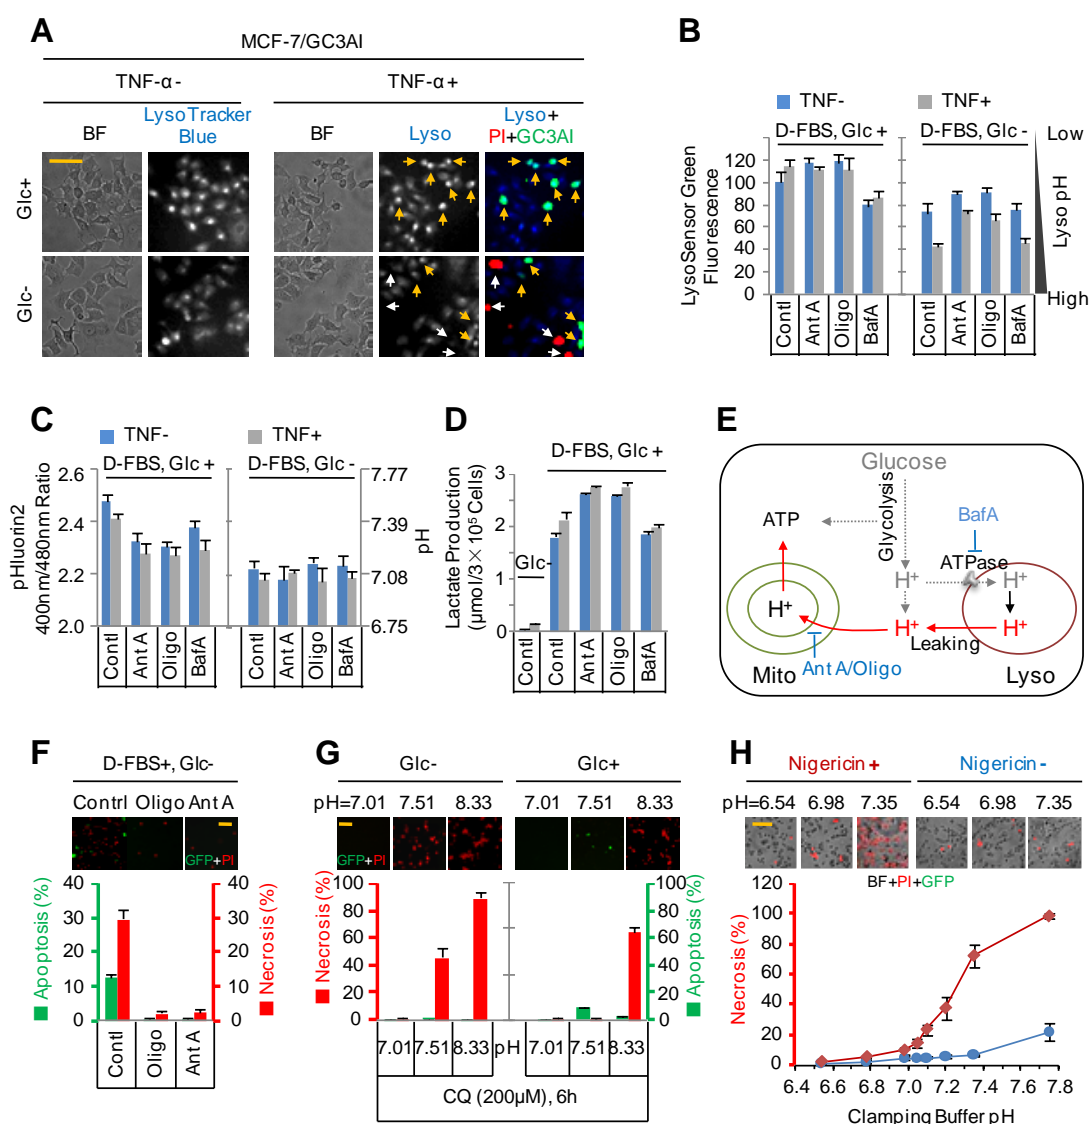 A
MCF-7/GC3AI
TNF-α -
TNF-α +
BF
LysoTracker
Blue
BF
Lyso
Lyso+
PI+GC3AI
Glc+
Glc-
B
TNF-
TNF+
D-FBS, Glc +
D-FBS, Glc -
LysoSensor Green
Fluorescence
120
100
80
60
40
20
0
Low
Lyso pH
High
Contl
Ant A
Oligo
BafA
Contl
Ant A
Oligo
BafA
C
TNF-
TNF+
D-FBS, Glc +
D-FBS, Glc -
pHluorin2
400nm/480nm Ratio
2.6
2.4
2.2
2.0
7.77
7.39
7.08
6.75
pH
Contl
Ant A
Oligo
BafA
Contl
Ant A
Oligo
BafA
D
D-FBS, Glc +
Glc-
Lactate Production
(μmol/3×10⁵ Cells)
3
2
1
0
Contl
Contl
Ant A
Oligo
BafA
E
Glucose
Glycolysis
ATP
BafA
ATPase
H⁺
H⁺
H⁺
H⁺
H⁺
Leaking
Mito
Ant A/Oligo
Lyso
F
D-FBS+, Glc-
Contrl Oligo Ant A
GFP+PI
Apoptosis (%)
40
30
20
10
0
40
30
20
10
0
Necrosis (%)
Contl
Oligo
Ant A
G
Glc-
Glc+
pH=7.01 7.51 8.33 7.01 7.51 8.33
GFP+PI
Necrosis (%)
100
80
60
40
20
0
100
80
60
40
20
0
Apoptosis (%)
7.01 7.51 8.33 pH 7.01 7.51 8.33
CQ (200μM), 6h
H
Nigericin +
Nigericin -
pH=6.54 6.98 7.35 6.54 6.98 7.35
BF+PI+GFP
Necrosis (%)
120
100
80
60
40
20
0
6.4 6.6 6.8 7.0 7.2 7.4 7.6 7.8
Clamping Buffer pH